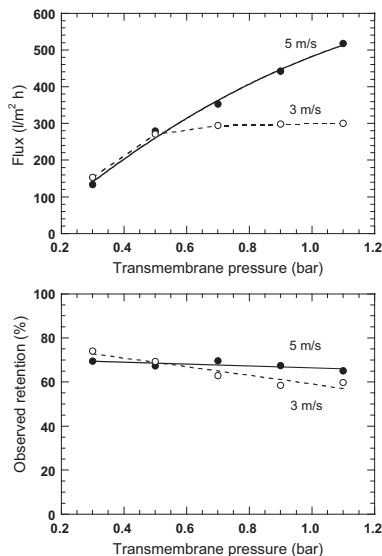 600
500
400
300
200
100
0
Flux (l/m² h)
5 m/s
3 m/s
0.2 0.4 0.6 0.8 1.0 1.2
Transmembrane pressure (bar)
100
80
60
40
20
0
Observed retention (%)
5 m/s
3 m/s
0.2 0.4 0.6 0.8 1.0 1.2
Transmembrane pressure (bar)